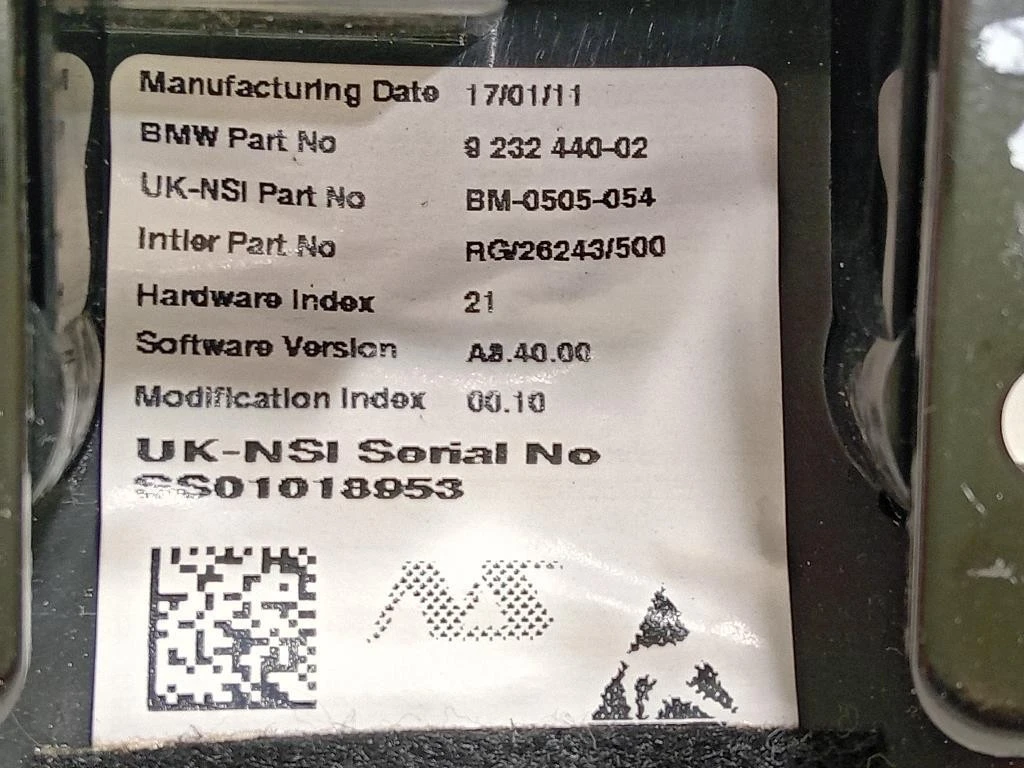 Manufacturing Date 17/01/11
BMW Part No 9 232 440-02
UK-NSI Part No BM-0505-054
Intier Part No RG/26243/500
Hardware Index 21
Software Version A8.40.00
Modification Index 00.10
UK-NSI Serial No
SS01018953
NS